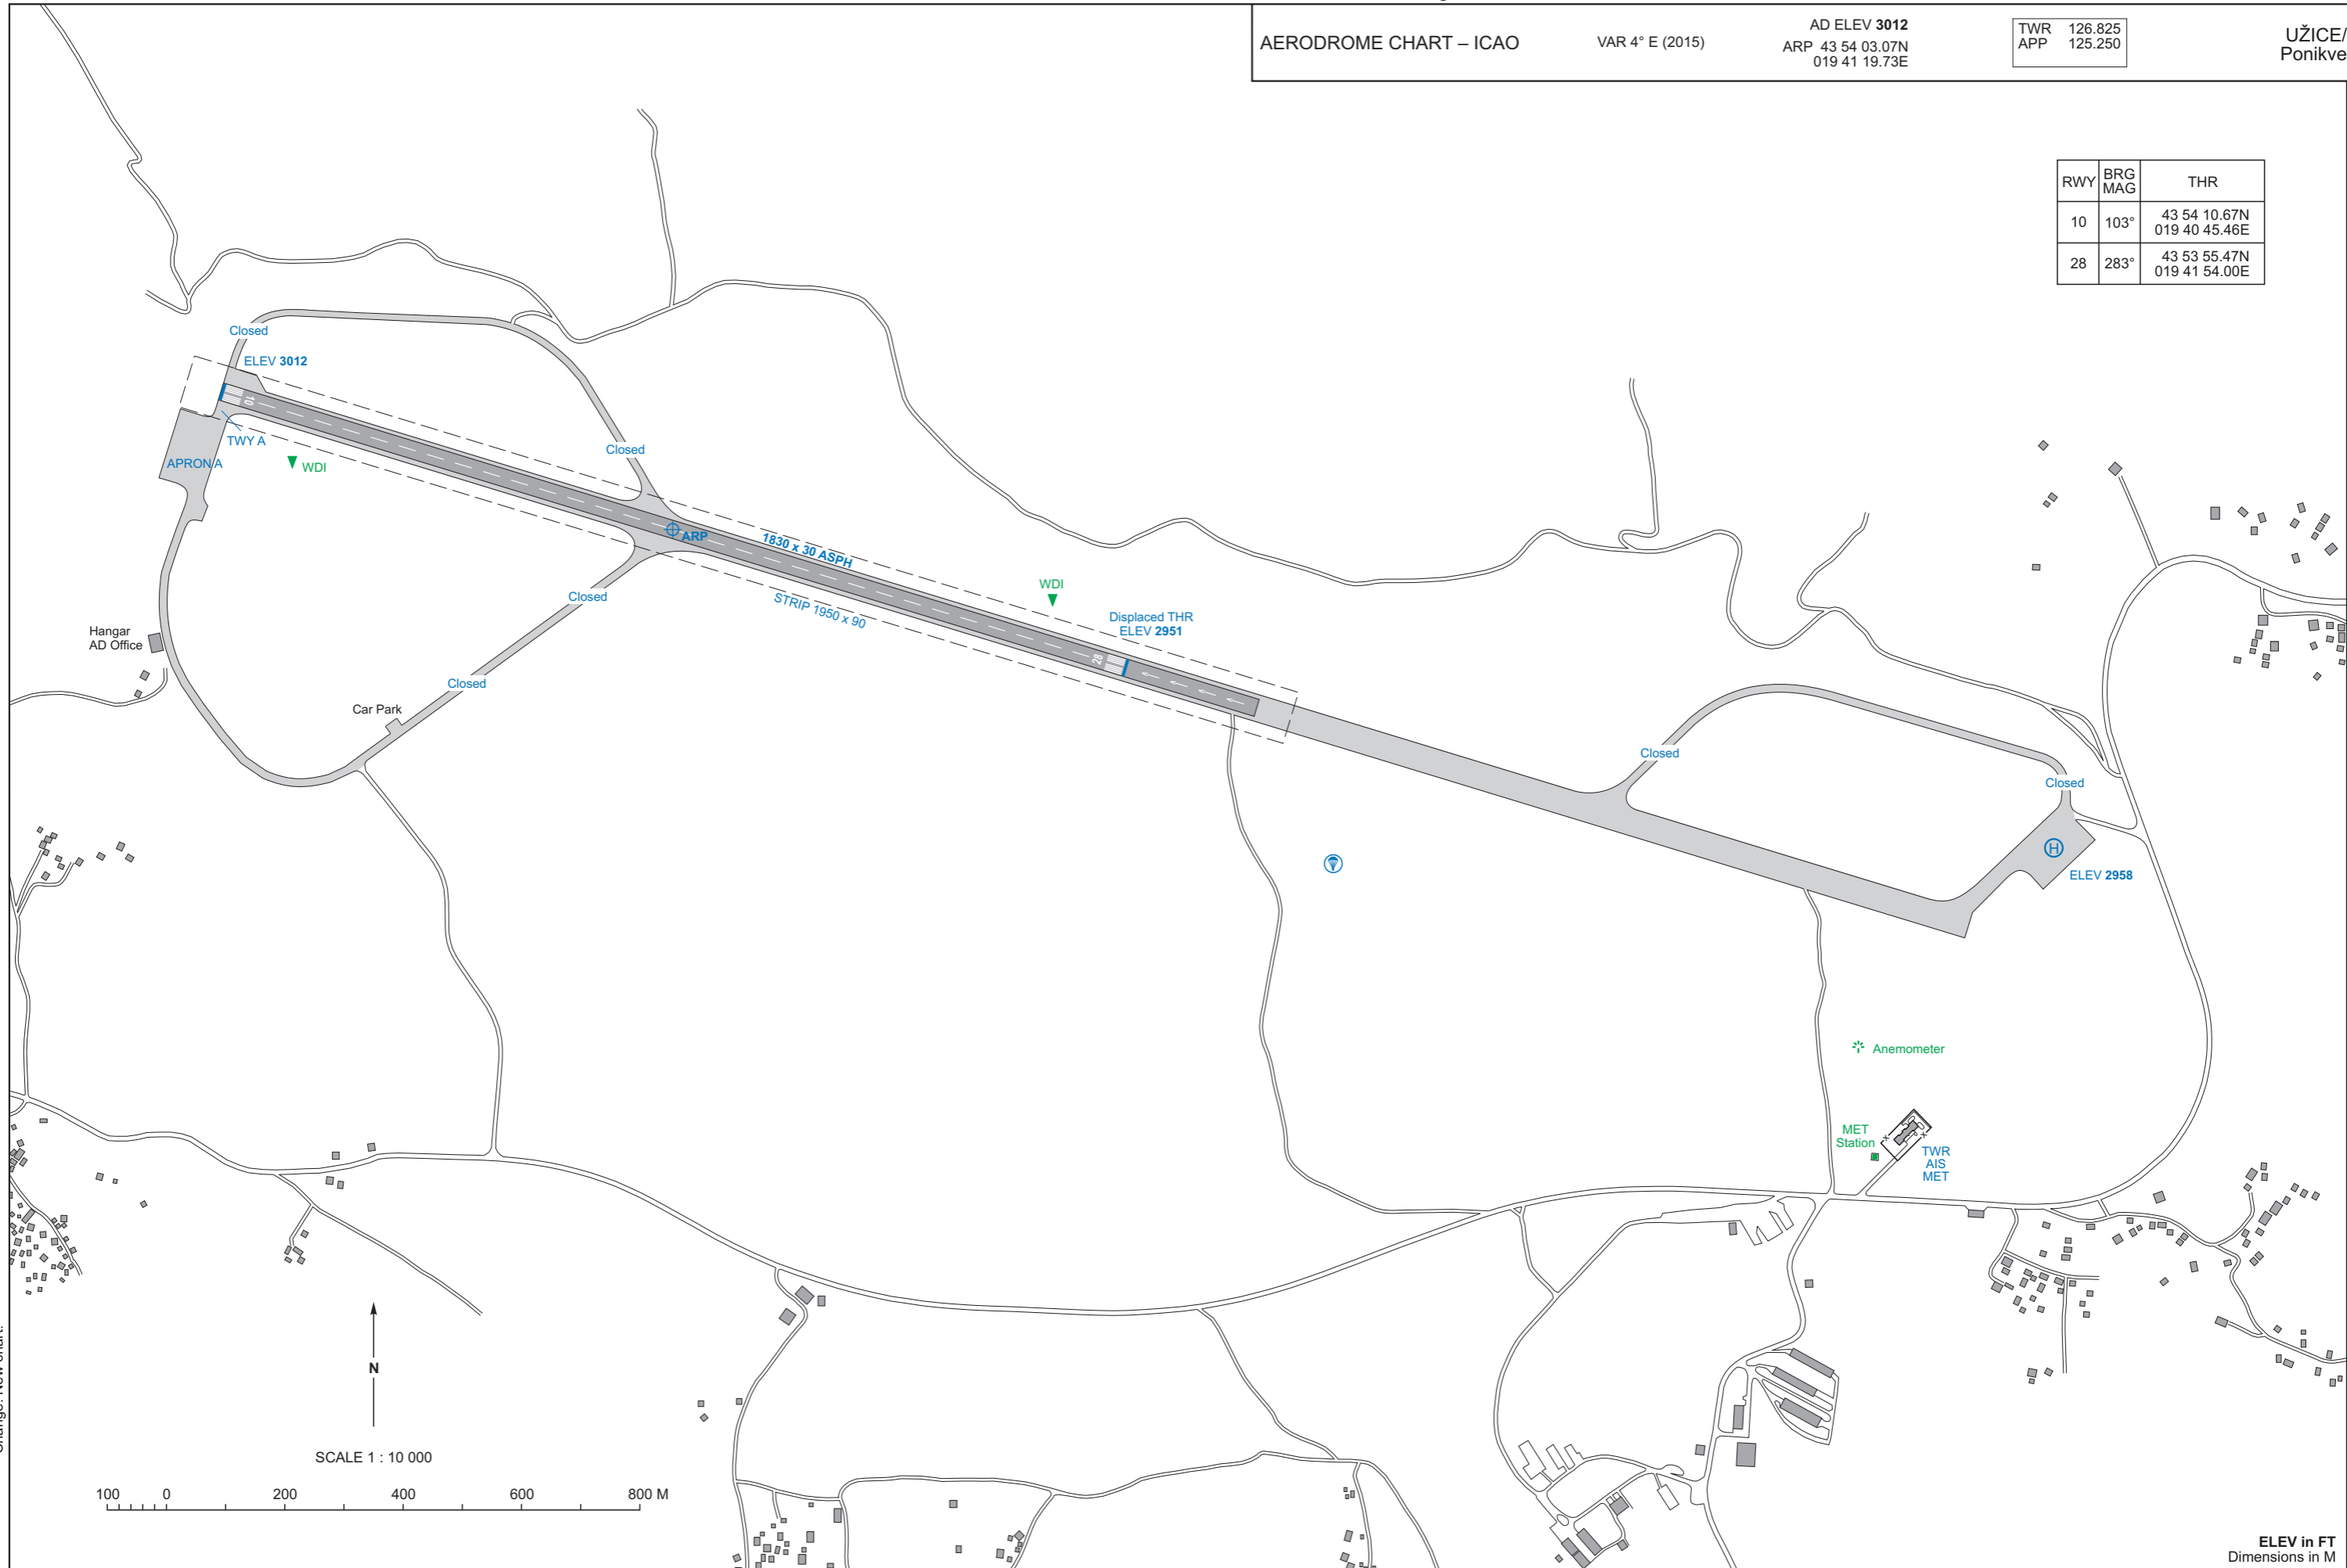 AERODROME CHART – ICAO
VAR 4° E (2015)
AD ELEV 3012
ARP 43 54 03.07N
019 41 19.73E
TWR 126.825
APP 125.250
UŽICE/
Ponikve
RWY BRG MAG THR
10 103° 43 54 10.67N
019 40 45.46E
28 283° 43 53 55.47N
019 41 54.00E
Closed
ELEV 3012
10
TWY A
APRON A
WDI
Closed
ARP
1830 x 30 ASPH
STRIP 1950 x 90
Closed
WDI
Displaced THR
ELEV 2951
28
Hangar
AD Office
Closed
Car Park
Closed
Closed
H
ELEV 2958
Anemometer
MET
Station
TWR
AIS
MET
N
SCALE 1 : 10 000
100 0 200 400 600 800 M
ELEV in FT
Dimensions in M